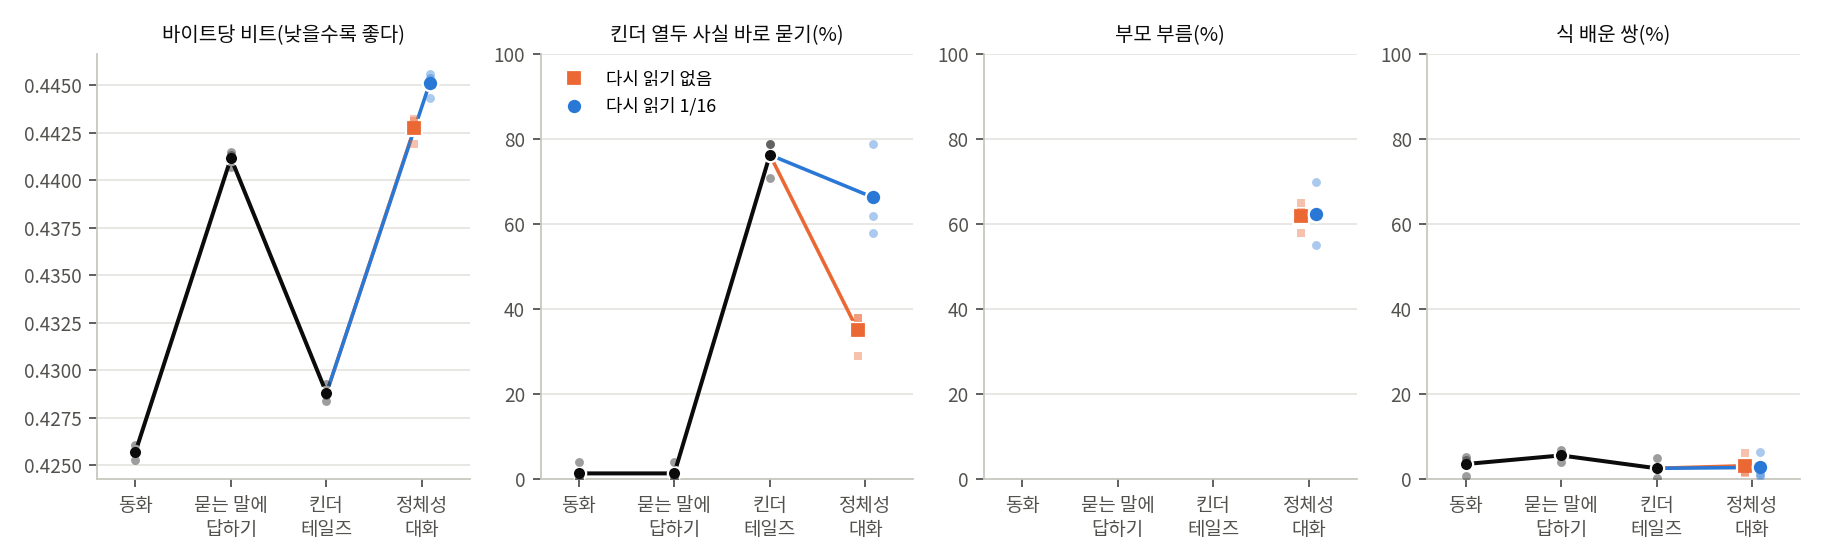 바이트당 비트(낮을수록 좋다)
0.4450
0.4425
0.4400
0.4375
0.4350
0.4325
0.4300
0.4275
0.4250
동화
묻는 말에
답하기
킨더
테일즈
정체성
대화
킨더 열두 사실 바로 묻기(%)
다시 읽기 없음
다시 읽기 1/16
100
80
60
40
20
0
동화
묻는 말에
답하기
킨더
테일즈
정체성
대화
부모 부름(%)
100
80
60
40
20
0
동화
묻는 말에
답하기
킨더
테일즈
정체성
대화
식 배운 쌍(%)
100
80
60
40
20
0
동화
묻는 말에
답하기
킨더
테일즈
정체성
대화